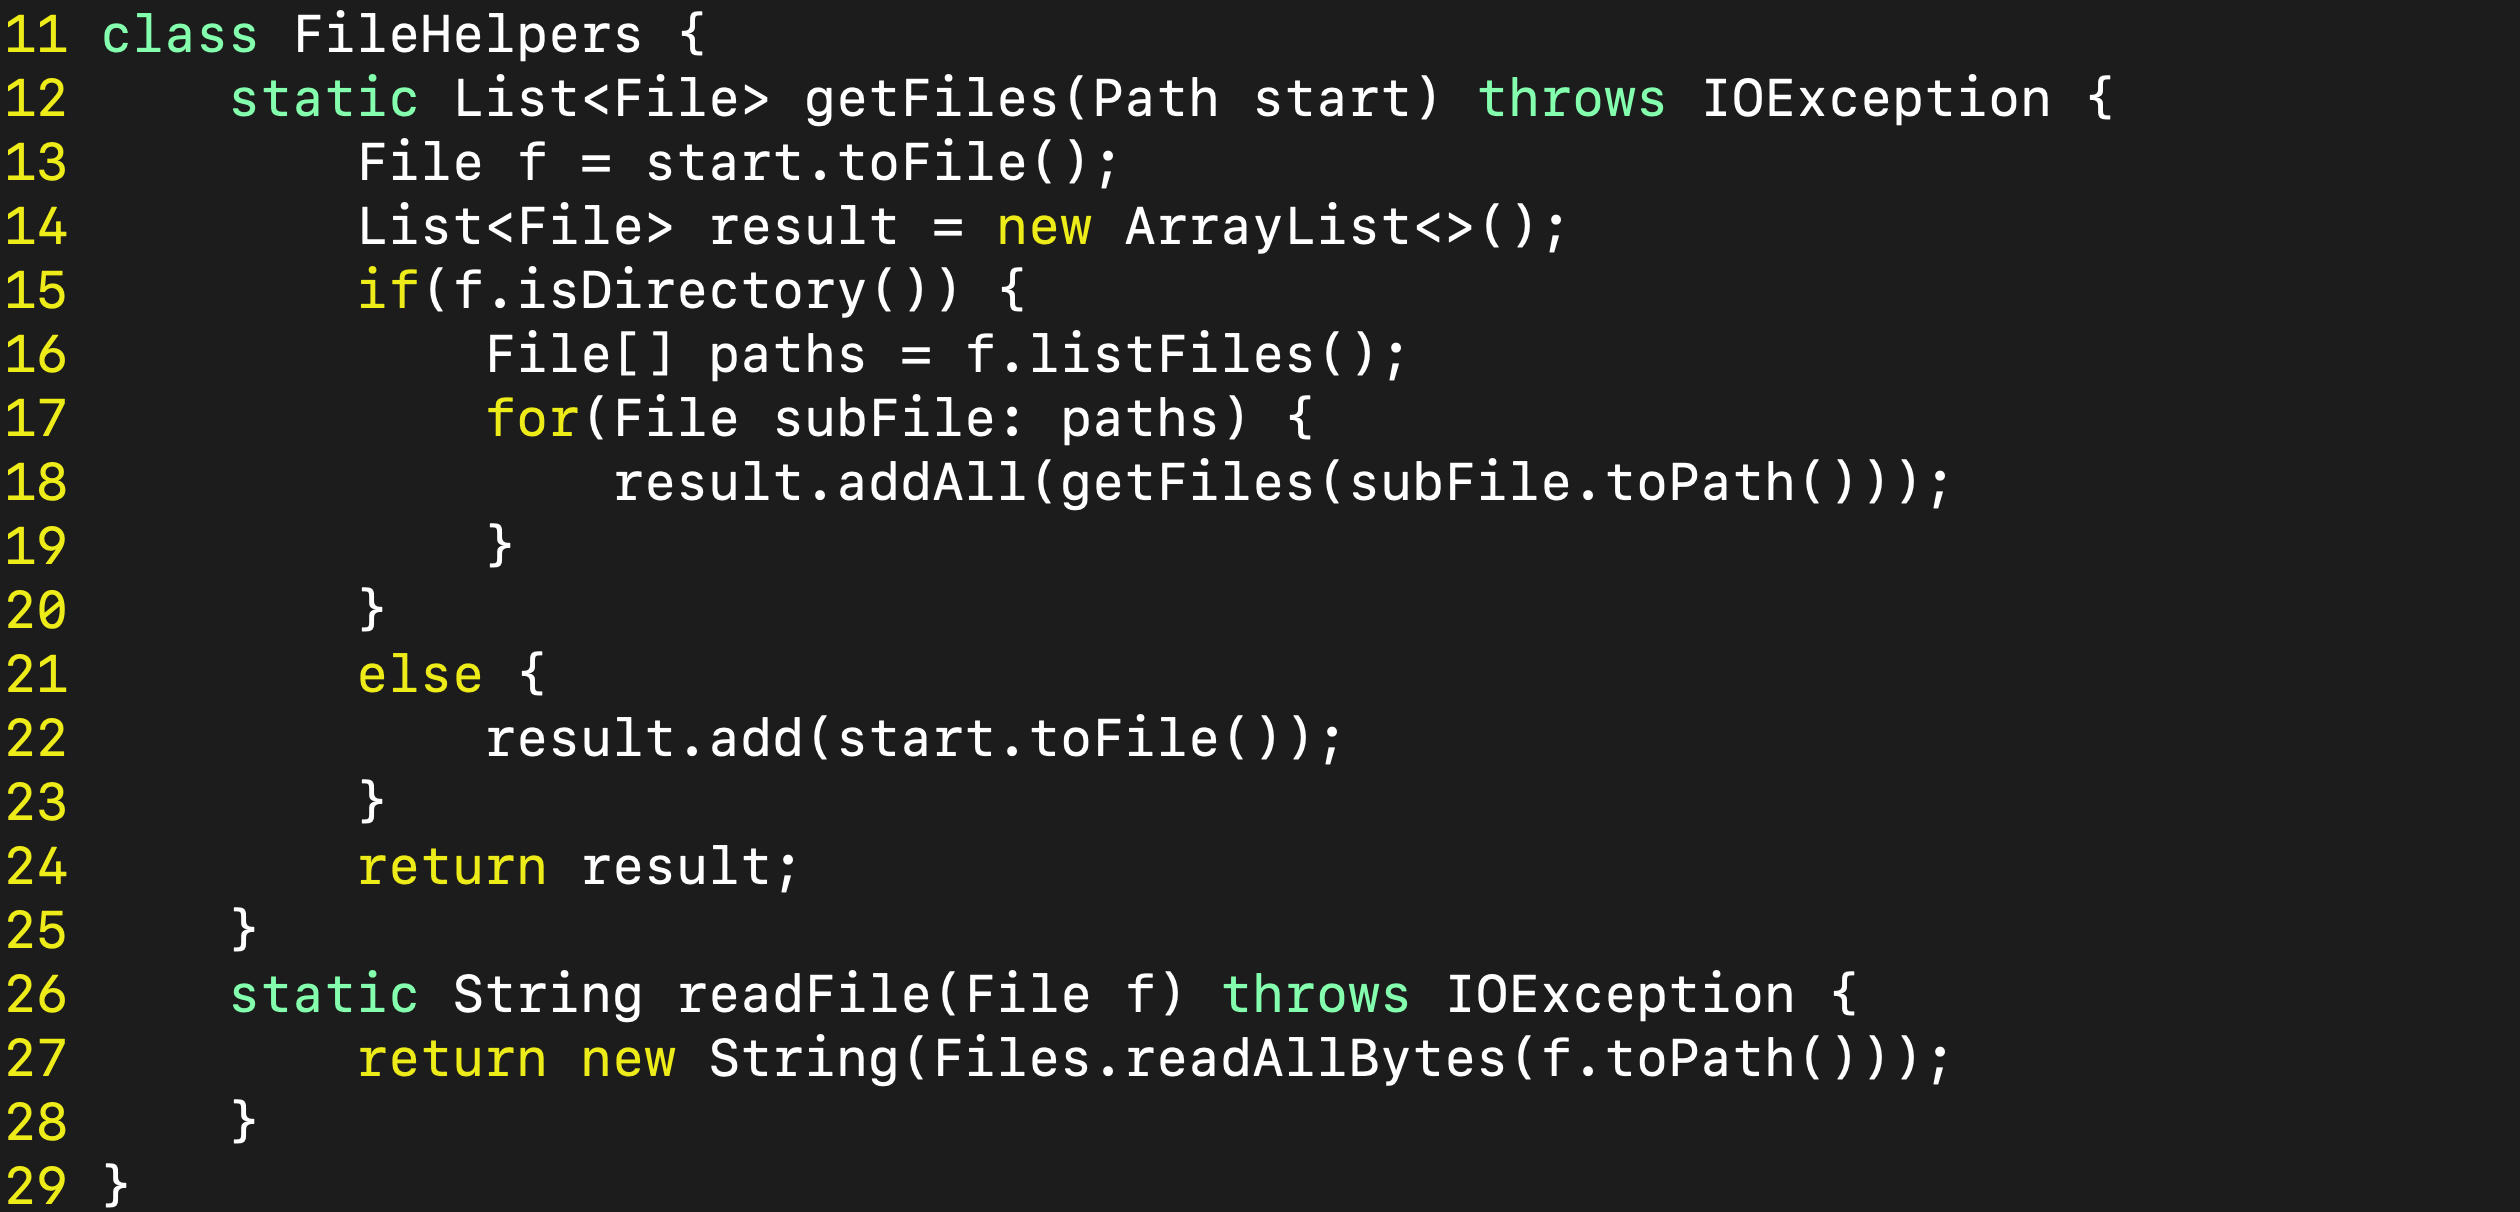 11 class FileHelpers {
12     static List<File> getFiles(Path start) throws IOException {
13         File f = start.toFile();
14         List<File> result = new ArrayList<>();
15         if(f.isDirectory()) {
16             File[] paths = f.listFiles();
17             for(File subFile: paths) {
18                 result.addAll(getFiles(subFile.toPath()));
19             }
20         }
21         else {
22             result.add(start.toFile());
23         }
24         return result;
25     }
26     static String readFile(File f) throws IOException {
27         return new String(Files.readAllBytes(f.toPath()));
28     }
29 }